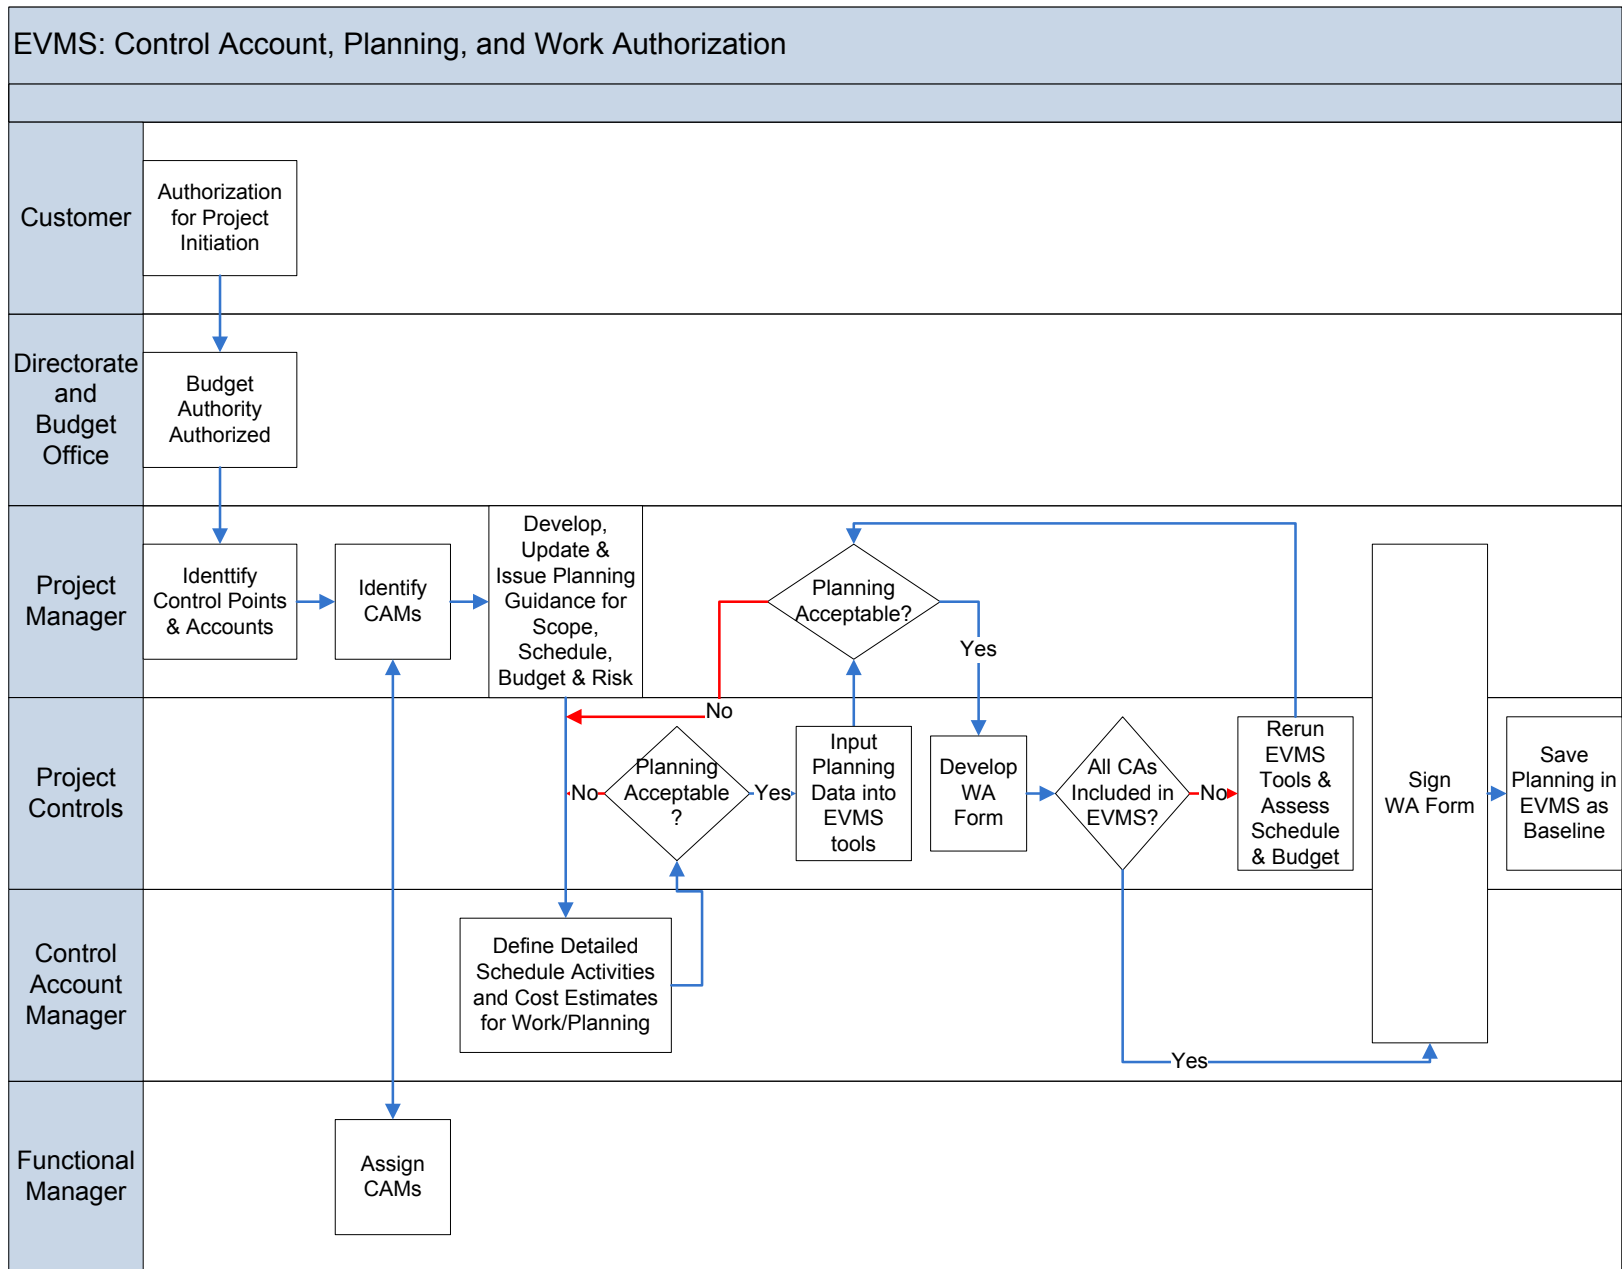 EVMS: Control Account, Planning, and Work Authorization
Customer
Authorization
for Project
Initiation
Directorate
and
Budget
Office
Budget
Authority
Authorized
Project
Manager
Identtify
Control Points
& Accounts
Identify
CAMs
Develop,
Update &
Issue Planning
Guidance for
Scope,
Schedule,
Budget & Risk
Planning
Acceptable?
Yes
No
Project
Controls
No
Planning
Acceptable
?
Yes
Input
Planning
Data into
EVMS
tools
Develop
WA
Form
All CAs
Included in
EVMS?
No
Rerun
EVMS
Tools &
Assess
Schedule
& Budget
Sign
WA Form
Save
Planning in
EVMS as
Baseline
Control
Account
Manager
Define Detailed
Schedule Activities
and Cost Estimates
for Work/Planning
Yes
Functional
Manager
Assign
CAMs